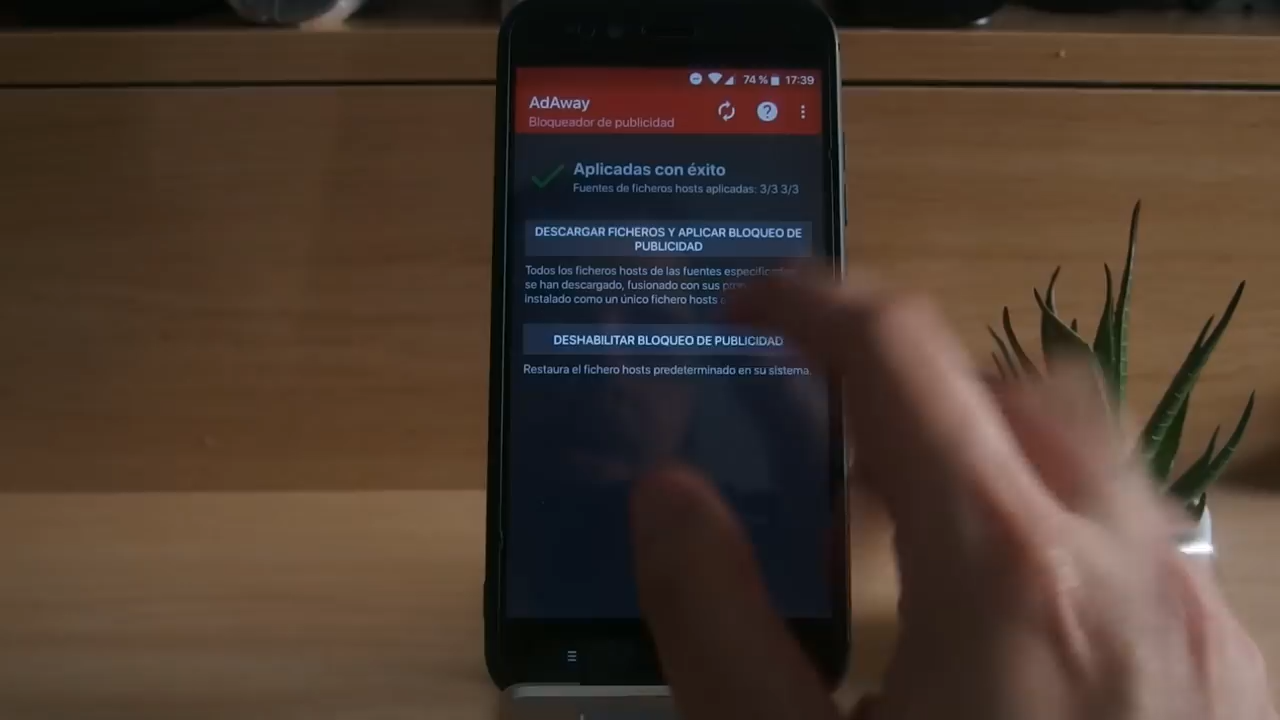 74 % 17:39
AdAway
Bloqueador de publicidad
Aplicadas con éxito
Fuentes de ficheros hosts aplicadas: 3/3 3/3
DESCARGAR FICHEROS Y APLICAR BLOQUEO DE
PUBLICIDAD
Todos los ficheros hosts de las fuentes
se han descargado, fusionado con sus
instalado como un único fichero hosts
DESHABILITAR BLOQUEO DE PUBLICIDAD
Restaura el fichero hosts predeterminado en su sistema.